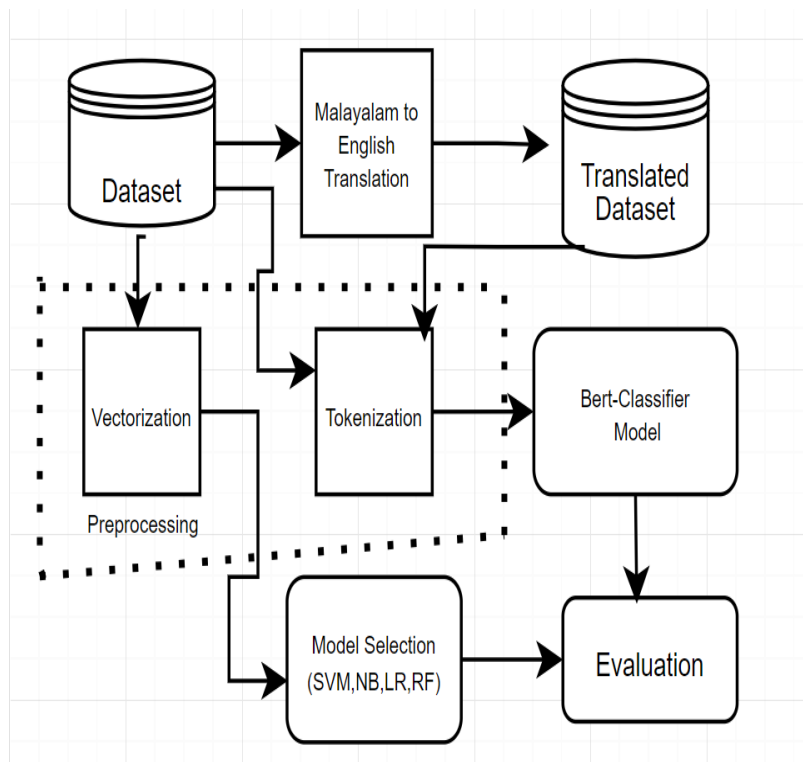 Dataset
Malayalam to
English
Translation
Translated
Dataset
Vectorization
Tokenization
Bert-Classifier
Model
Preprocessing
Model Selection
(SVM,NB,LR,RF)
Evaluation